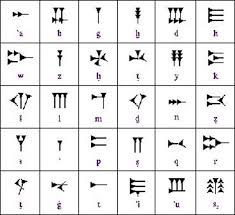 𐎀 𐎁 𐎂 𐎃 𐎄 𐎅
ʾa b g ḫ d h
𐎆 𐎇 𐎈 𐎉 𐎊 𐎋
w z ḥ ṭ y k
𐎌 𐎍 𐎎 𐎏 𐎐 𐎑
š l m ḏ n ẓ
𐎒 𐎓 𐎔 𐎕 𐎖 𐎗
s ʿ p ṣ q r
𐎘 𐎙 𐎚 𐎛 𐎜 𐎝
ṯ ġ t ʾi ʾu s₂